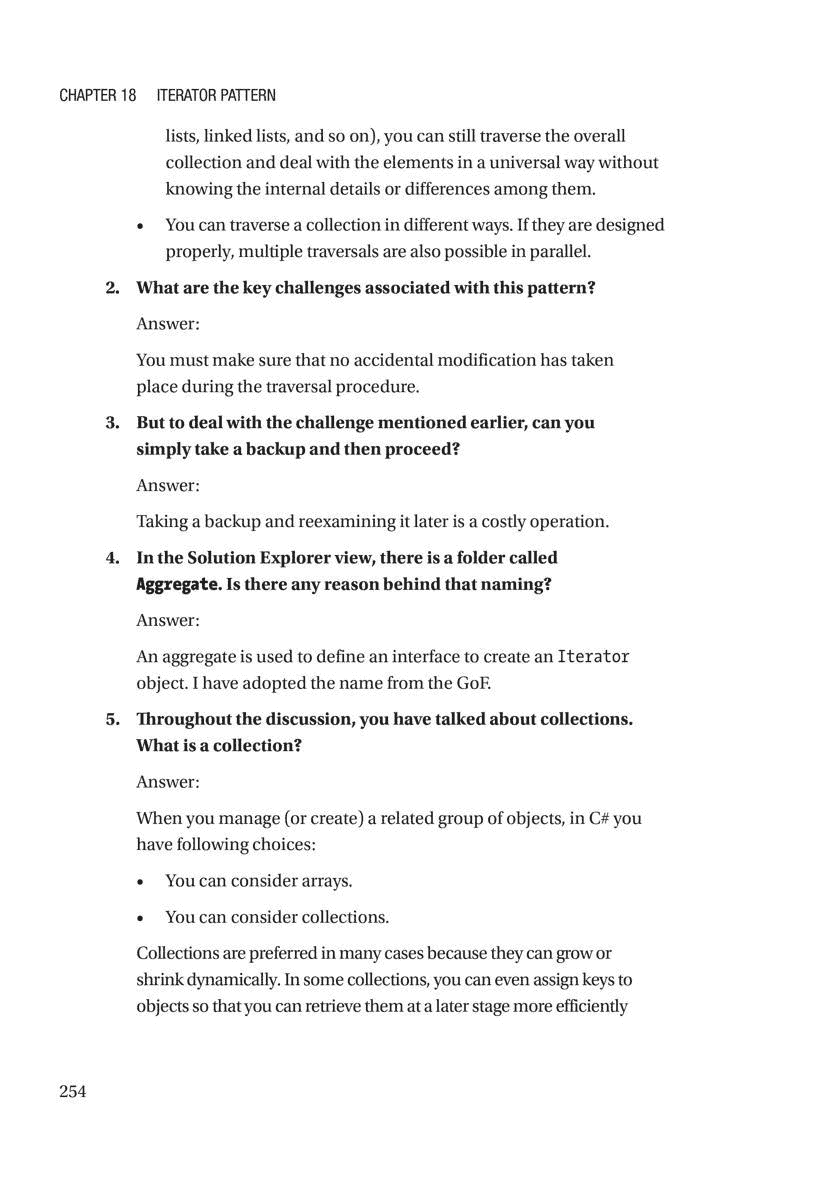 CHAPTER 18 ITERATOR PATTERN
lists, linked lists, and so on), you can still traverse the overall
collection and deal with the elements in a universal way without
knowing the internal details or differences among them.
• You can traverse a collection in different ways. If they are designed
properly, multiple traversals are also possible in parallel.
2. What are the key challenges associated with this pattern?
Answer:
You must make sure that no accidental modification has taken
place during the traversal procedure.
3. But to deal with the challenge mentioned earlier, can you
simply take a backup and then proceed?
Answer:
Taking a backup and reexamining it later is a costly operation.
4. In the Solution Explorer view, there is a folder called
Aggregate. Is there any reason behind that naming?
Answer:
An aggregate is used to define an interface to create an Iterator
object. I have adopted the name from the GoF.
5. Throughout the discussion, you have talked about collections.
What is a collection?
Answer:
When you manage (or create) a related group of objects, in C# you
have following choices:
• You can consider arrays.
• You can consider collections.
Collections are preferred in many cases because they can grow or
shrink dynamically. In some collections, you can even assign keys to
objects so that you can retrieve them at a later stage more efficiently
254